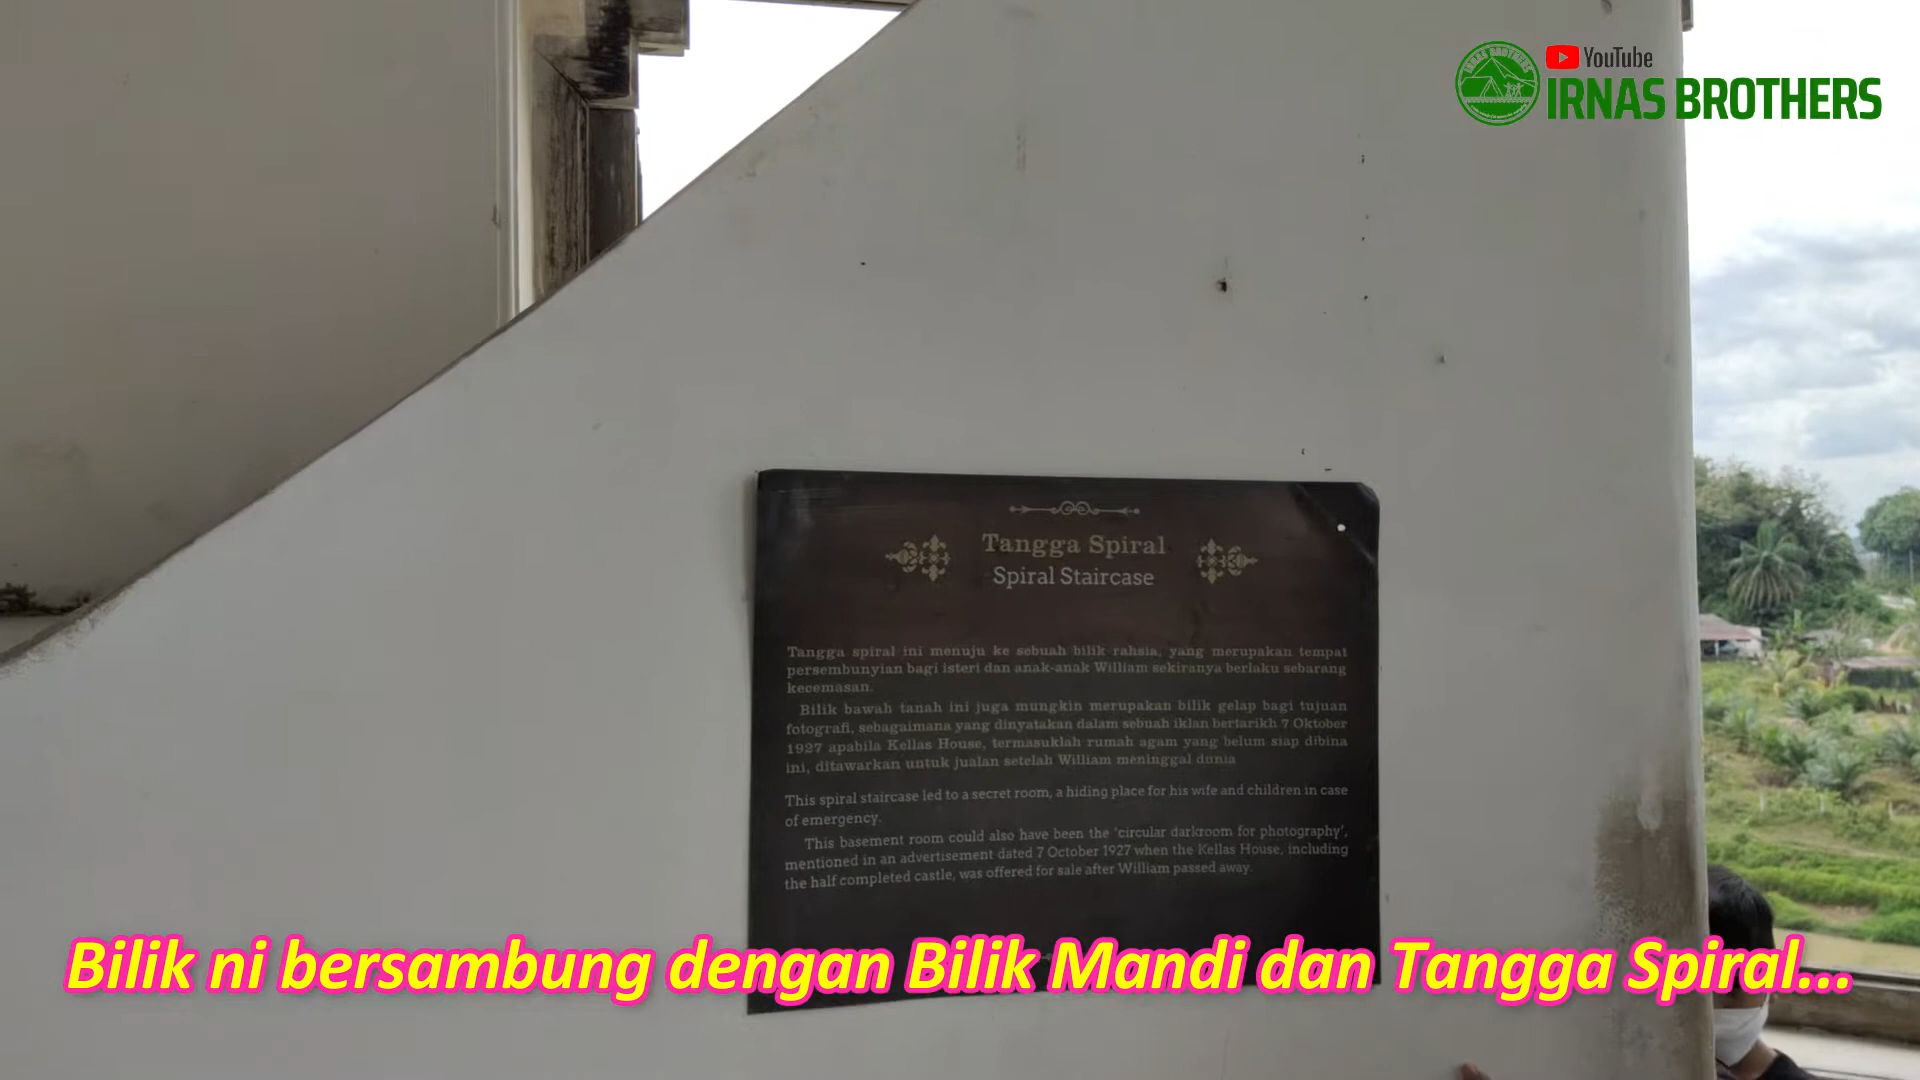 YouTube
IRNAS BROTHERS
Tangga Spiral
Spiral Staircase
Tangga spiral ini menuju ke sebuah bilik rahsia, yang merupakan tempat
persembunyian bagi isteri dan anak-anak William sekiranya berlaku sebarang
kecemasan.
Bilik bawah tanah ini juga mungkin merupakan bilik gelap bagi tujuan
fotografi, sebagaimana yang dinyatakan dalam sebuah iklan bertarikh 7 Oktober
1927 apabila Kellas House, termasuklah rumah agam yang belum siap dibina
ini, ditawarkan untuk jualan setelah William meninggal dunia
This spiral staircase led to a secret room, a hiding place for his wife and children in case
of emergency.
This basement room could also have been the 'circular darkroom for photography',
mentioned in an advertisement dated 7 October 1927 when the Kellas House, including
the half completed castle, was offered for sale after William passed away.
Bilik ni bersambung dengan Bilik Mandi dan Tangga Spiral...